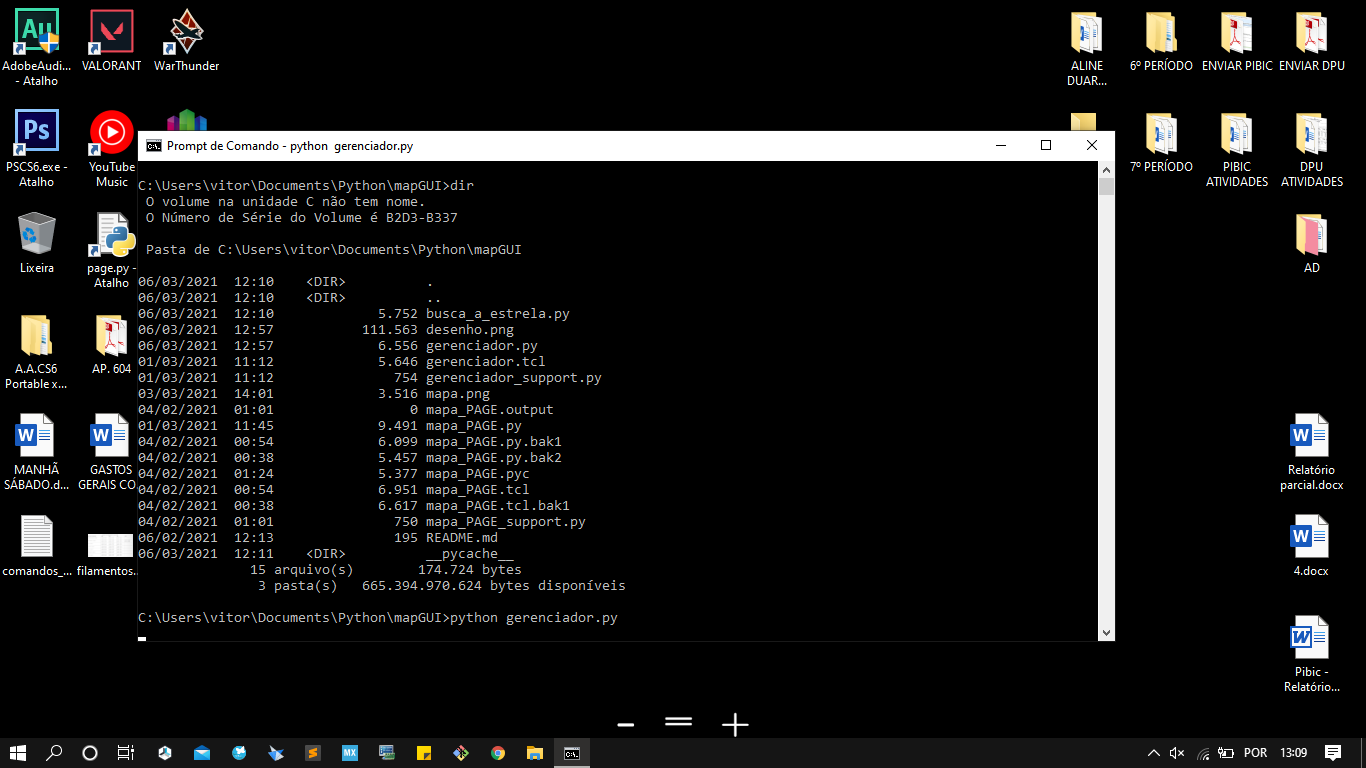 Au
AdobeAudi...
- Atalho
VALORANT
WarThunder
ALINE
DUAR...
6º PERÍODO
ENVIAR PIBIC
ENVIAR DPU
Ps
PSCS6.exe -
Atalho
YouTube
Music
7º PERÍODO
PIBIC
ATIVIDADES
DPU
ATIVIDADES
Lixeira
page.py -
Atalho
AD
A.A.CS6
Portable x...
AP. 604
MANHÃ
SÁBADO.d...
GASTOS
GERAIS CO...
Relatório
parcial.docx
comandos_...
filamentos...
4.docx
Pibic -
Relatório...
Prompt de Comando - python  gerenciador.py
C:\Users\vitor\Documents\Python\mapGUI>dir
 O volume na unidade C não tem nome.
 O Número de Série do Volume é B2D3-B337
 Pasta de C:\Users\vitor\Documents\Python\mapGUI
06/03/2021  12:10    <DIR>          .
06/03/2021  12:10    <DIR>          ..
06/03/2021  12:10             5.752 busca_a_estrela.py
06/03/2021  12:57           111.563 desenho.png
06/03/2021  12:57             6.556 gerenciador.py
01/03/2021  11:12             5.646 gerenciador.tcl
01/03/2021  11:12               754 gerenciador_support.py
03/03/2021  14:01             3.516 mapa.png
04/02/2021  01:01                 0 mapa_PAGE.output
01/03/2021  11:45             9.491 mapa_PAGE.py
04/02/2021  00:54             6.099 mapa_PAGE.py.bak1
04/02/2021  00:38             5.457 mapa_PAGE.py.bak2
04/02/2021  01:24             5.377 mapa_PAGE.pyc
04/02/2021  00:54             6.951 mapa_PAGE.tcl
04/02/2021  00:38             6.617 mapa_PAGE.tcl.bak1
04/02/2021  01:01               750 mapa_PAGE_support.py
06/02/2021  12:13               195 README.md
06/03/2021  12:11    <DIR>          __pycache__
              15 arquivo(s)        174.724 bytes
               3 pasta(s)   665.394.970.624 bytes disponíveis
C:\Users\vitor\Documents\Python\mapGUI>python gerenciador.py
MX
POR
13:09